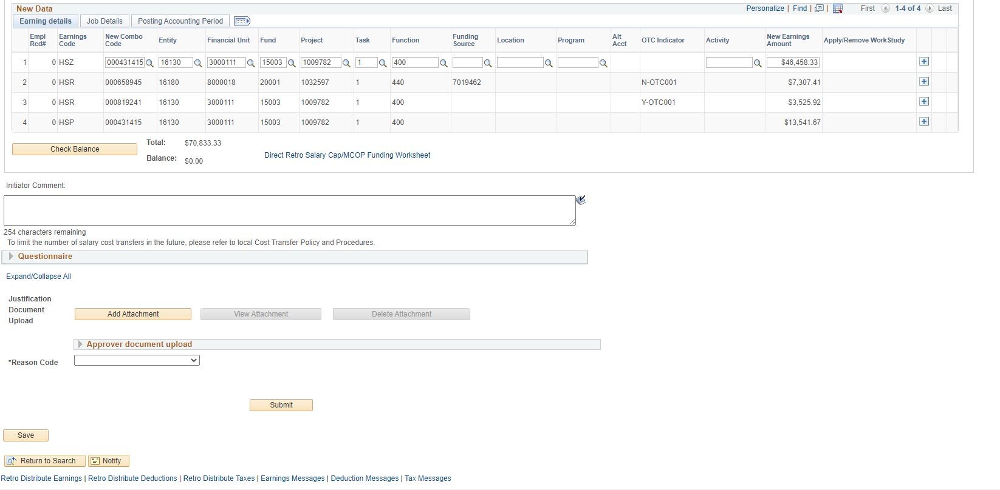 New Data
Personalize | Find | | First 1-4 of 4 Last
Earning details Job Details Posting Accounting Period
Empl Rcd# Earnings Code New Combo Code Entity Financial Unit Fund Project Task Function Funding Source Location Program Alt Acct OTC Indicator Activity New Earnings Amount Apply/Remove WorkStudy
1 0 HSZ 000431415 16130 3000111 15003 1009782 1 400 $46,458.33
2 0 HSR 000658945 16180 8000018 20001 1032597 1 440 7019462 N-OTC001 $7,307.41
3 0 HSR 000819241 16130 3000111 15003 1009782 1 400 Y-OTC001 $3,525.92
4 0 HSP 000431415 16130 3000111 15003 1009782 1 400 $13,541.67
Check Balance
Total: $70,833.33
Balance: $0.00
Direct Retro Salary Cap/MCOP Funding Worksheet
Initiator Comment:
254 characters remaining
To limit the number of salary cost transfers in the future, please refer to local Cost Transfer Policy and Procedures.
Questionnaire
Expand/Collapse All
Justification
Document
Upload
Add Attachment View Attachment Delete Attachment
Approver document upload
*Reason Code
Submit
Save
Return to Search Notify
Retro Distribute Earnings | Retro Distribute Deductions | Retro Distribute Taxes | Earnings Messages | Deduction Messages | Tax Messages